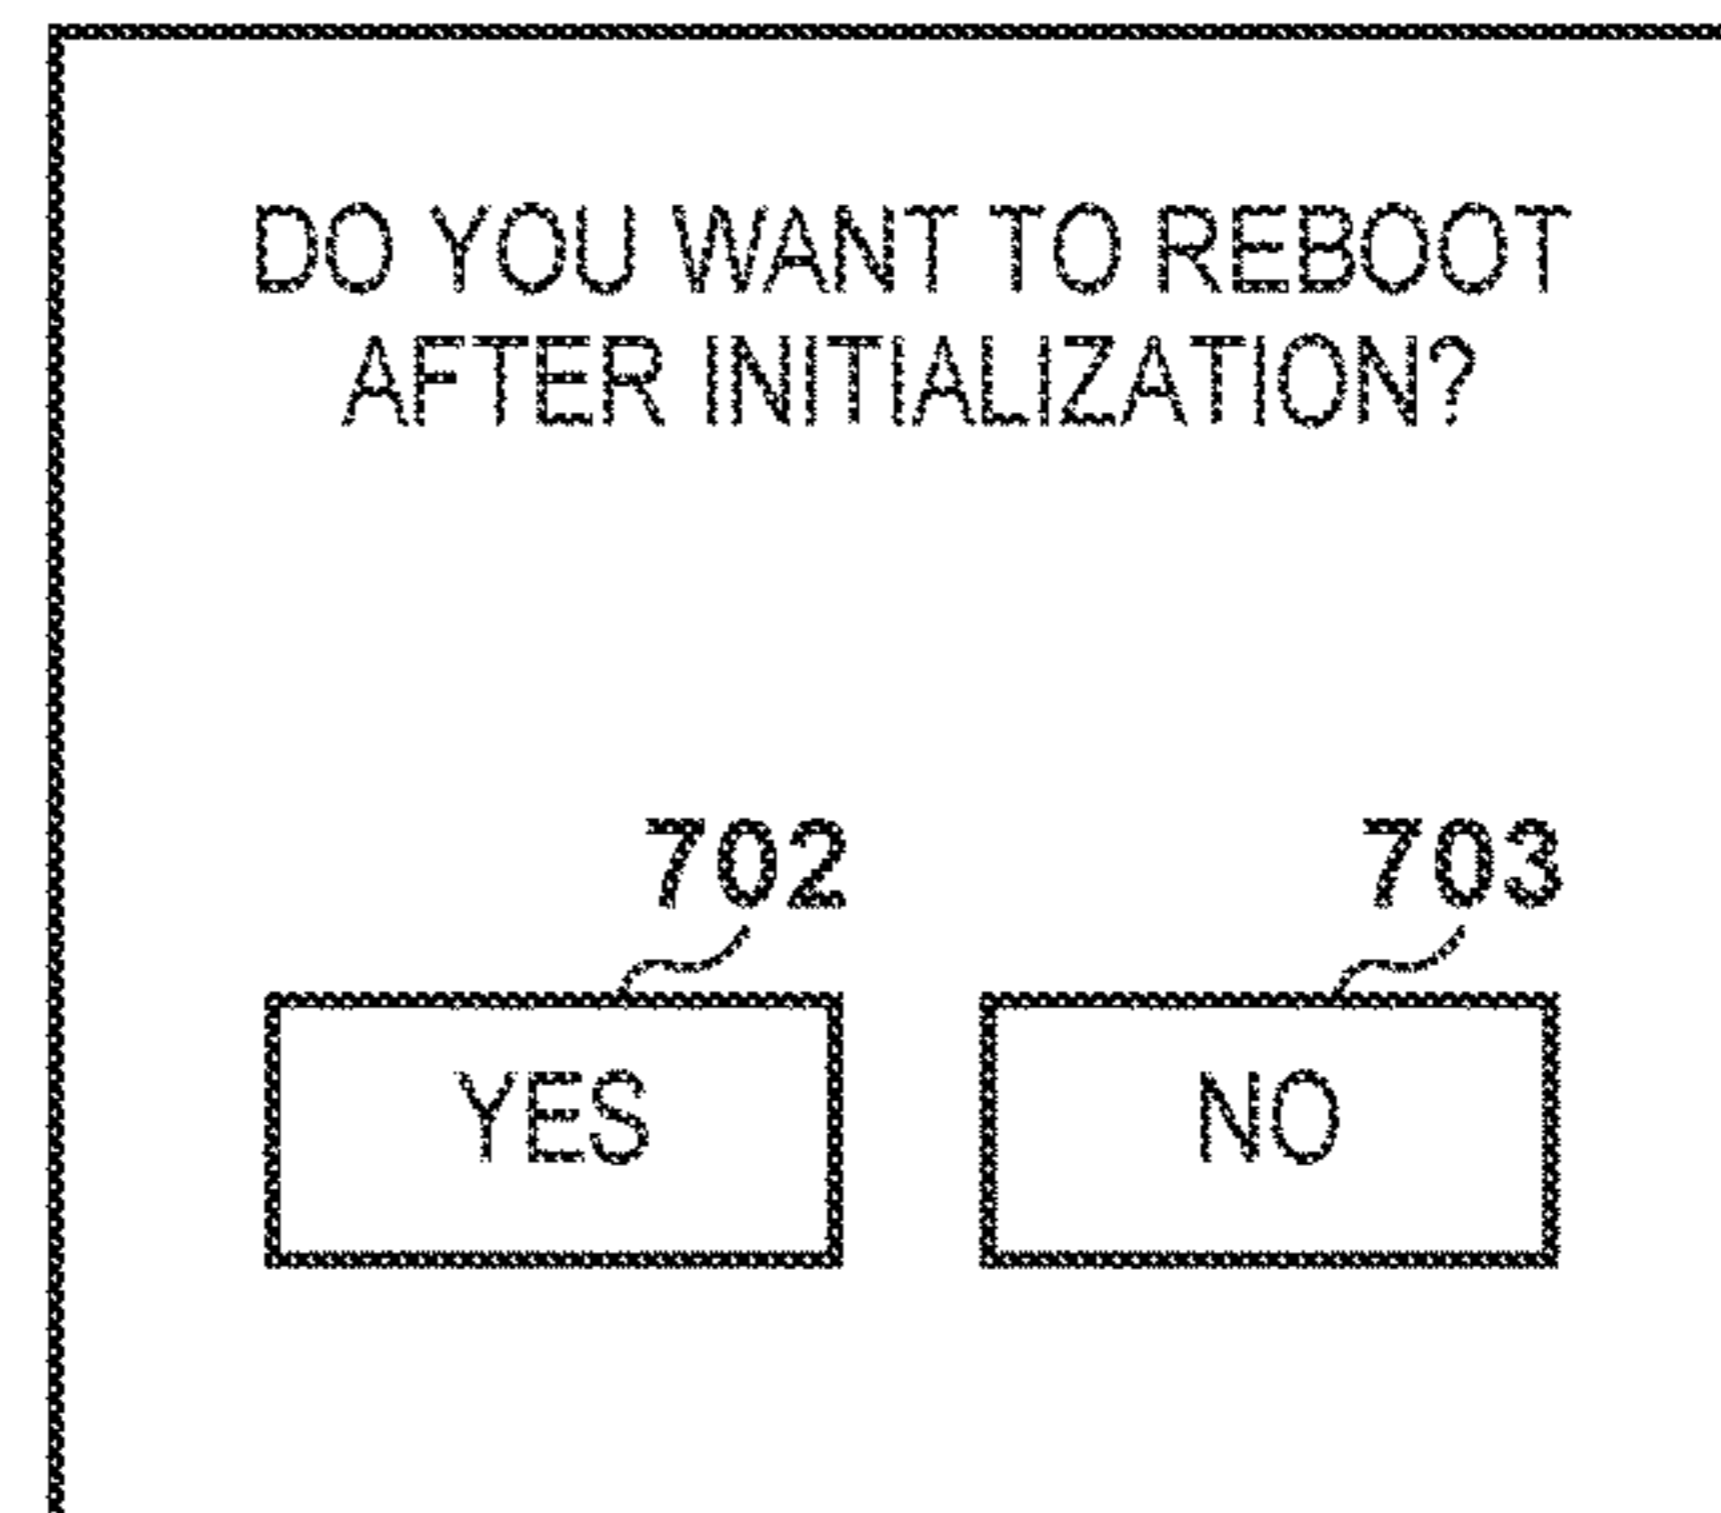 DO YOU WANT TO REBOOT
AFTER INITIALIZATION?
702
703
YES
NO